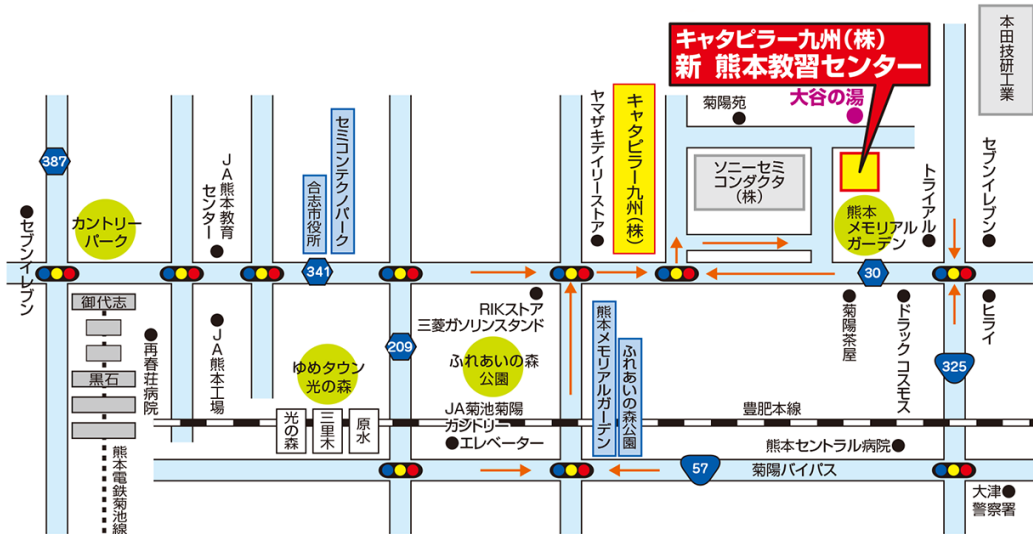 キャタピラー九州(株)
新 熊本教習センター
本田技研工業
菊陽苑
大谷の湯
ヤマザキデイリーストア
キャタピラー九州(株)
ソニーセミ
コンダクタ
(株)
セブンイレブン
トライアル
熊本
メモリアル
ガーデン
387
カントリー
パーク
JA熊本教育
センター
合志市役所
セミコンテクノパーク
セブンイレブン
341
30
RIKストア
三菱ガソリンスタンド
菊陽茶屋
ドラックコスモス
ヒライ
御代志
黒石
再春荘病院
JA熊本工場
ゆめタウン
光の森
209
ふれあいの森
公園
熊本メモリアルガーデン
ふれあいの森公園
325
光の森
三里木
原水
JA菊池菊陽
カントリー
エレベーター
豊肥本線
熊本セントラル病院
熊本電鉄菊池線
57
菊陽バイパス
大津
警察署